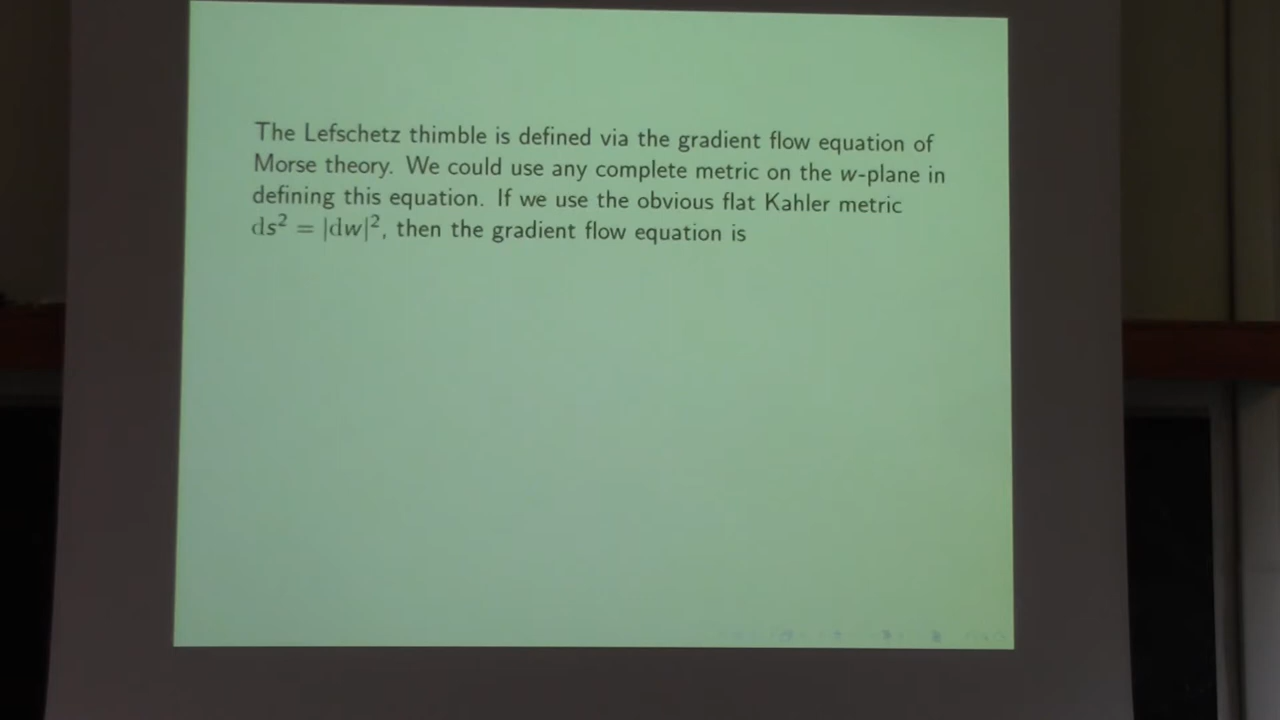 The Lefschetz thimble is defined via the gradient flow equation of
Morse theory. We could use any complete metric on the w-plane in
defining this equation. If we use the obvious flat Kahler metric
ds² = |dw|², then the gradient flow equation is